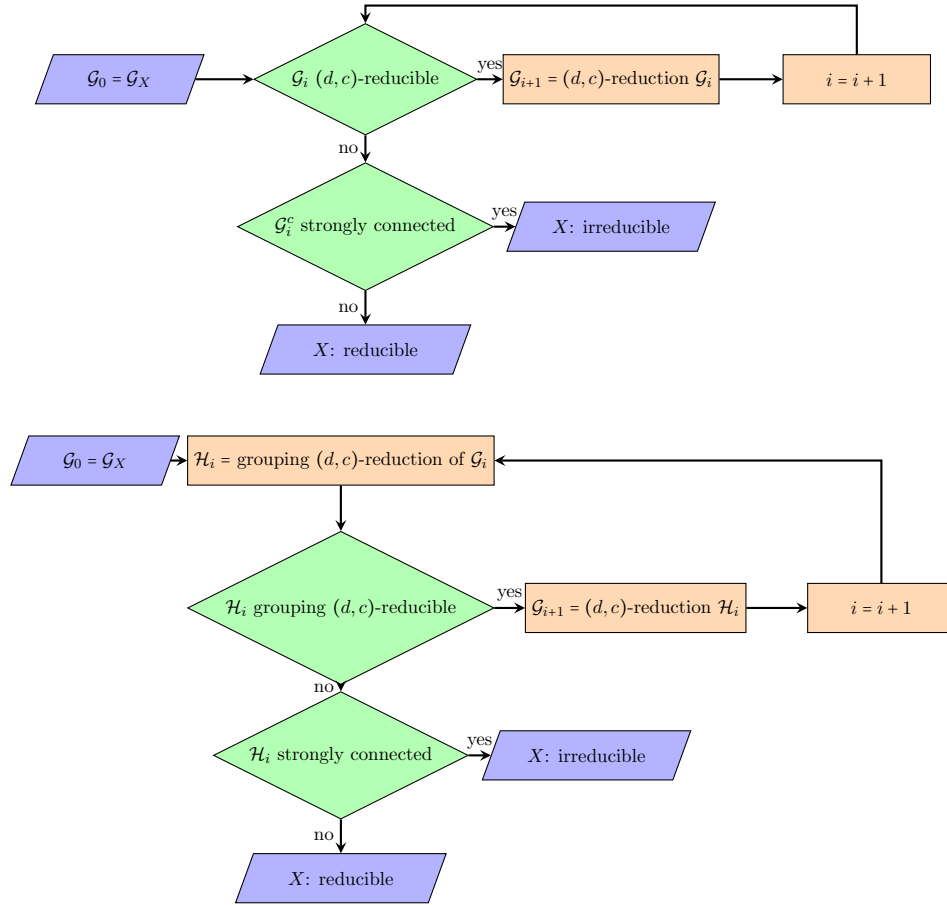 𝒢₀ = 𝒢_X
𝒢ᵢ (d, c)-reducible
yes
𝒢ᵢ₊₁ = (d, c)-reduction 𝒢ᵢ
i = i + 1
no
𝒢ᵢᶜ strongly connected
yes
X: irreducible
no
X: reducible
𝒢₀ = 𝒢_X
ℋᵢ = grouping (d, c)-reduction of 𝒢ᵢ
ℋᵢ grouping (d, c)-reducible
yes
𝒢ᵢ₊₁ = (d, c)-reduction ℋᵢ
i = i + 1
no
ℋᵢ strongly connected
yes
X: irreducible
no
X: reducible